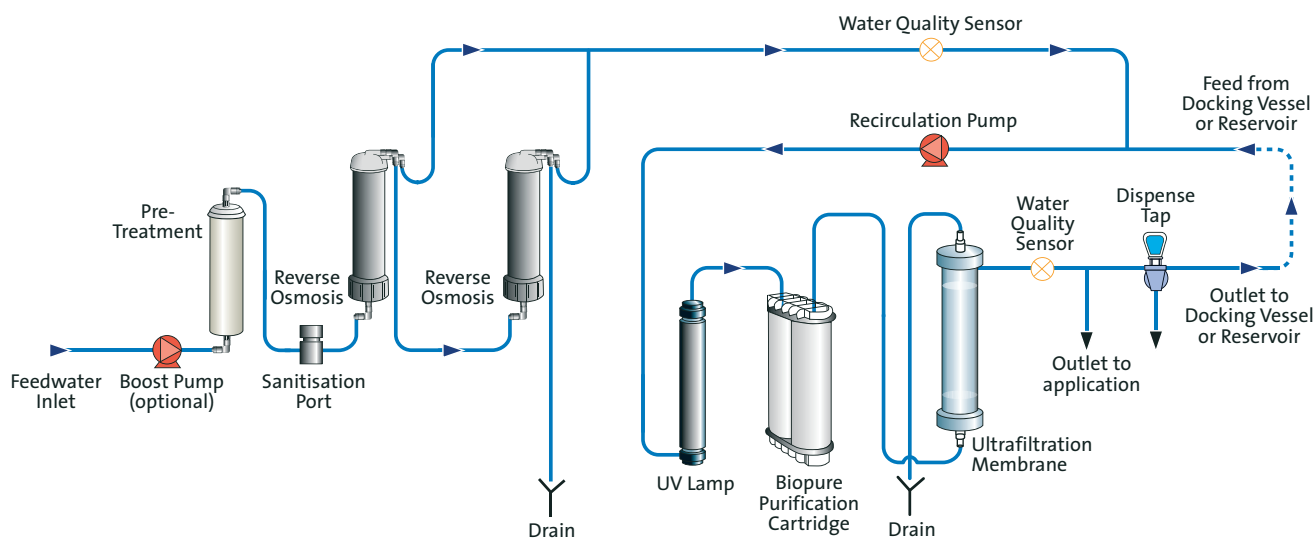 Water Quality Sensor
Feed from
Docking Vessel
or Reservoir
Recirculation Pump
Pre-
Treatment
Water
Quality
Sensor
Dispense
Tap
Reverse
Osmosis
Reverse
Osmosis
Outlet to
Docking Vessel
or Reservoir
Feedwater
Inlet
Boost Pump
(optional)
Sanitisation
Port
Outlet to
application
Ultrafiltration
Membrane
UV Lamp
Biopure
Purification
Cartridge
Drain
Drain